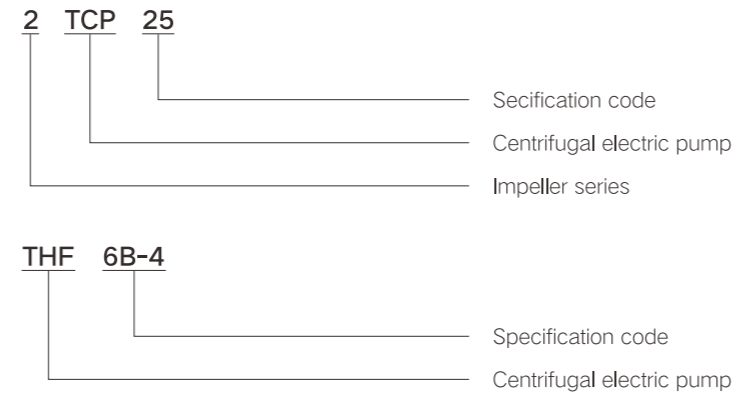 2 TCP 25
Secification code
Centrifugal electric pump
Impeller series
THF 6B-4
Specification code
Centrifugal electric pump